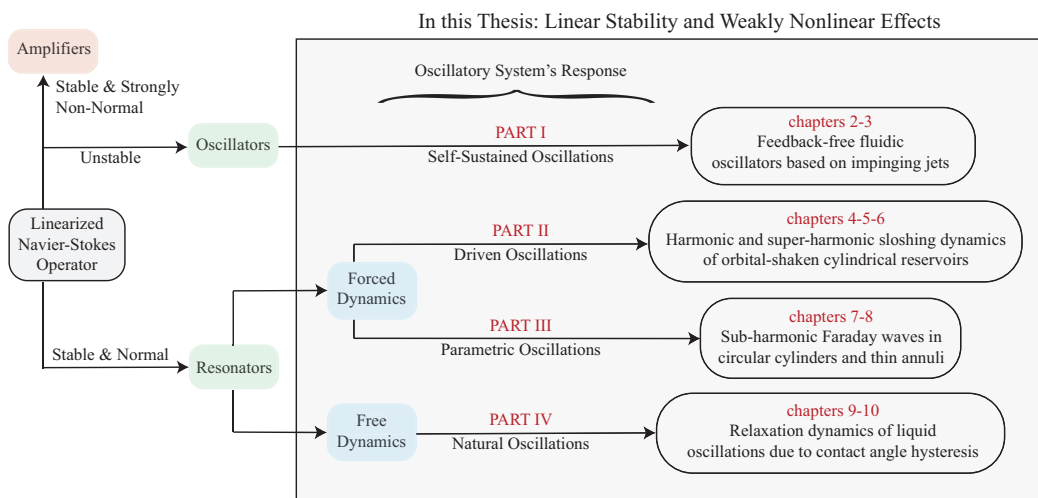 In this Thesis: Linear Stability and Weakly Nonlinear Effects
Amplifiers
Stable & Strongly
Non-Normal
Unstable
Oscillators
Oscillatory System's Response
PART I
Self-Sustained Oscillations
chapters 2-3
Feedback-free fluidic
oscillators based on impinging jets
Linearized
Navier-Stokes
Operator
Stable & Normal
Resonators
Forced
Dynamics
PART II
Driven Oscillations
chapters 4-5-6
Harmonic and super-harmonic sloshing dynamics
of orbital-shaken cylindrical reservoirs
PART III
Parametric Oscillations
chapters 7-8
Sub-harmonic Faraday waves in
circular cylinders and thin annuli
Free
Dynamics
PART IV
Natural Oscillations
chapters 9-10
Relaxation dynamics of liquid
oscillations due to contact angle hysteresis